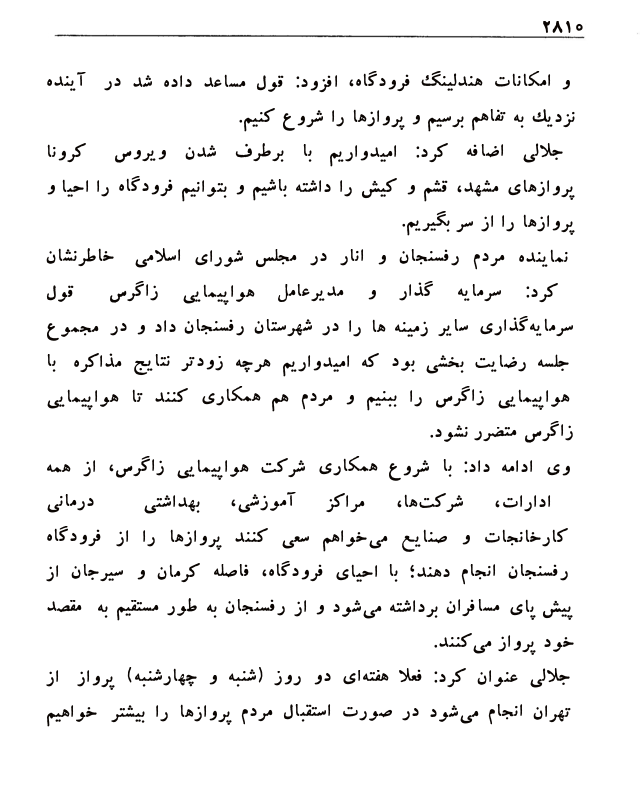 ۲۸۱۰
و امکانات هندلینگ فرودگاه، افزود: قول مساعد داده شد در آینده
نزدیك به تفاهم برسیم و پروازها را شروع کنیم.
جلالی اضافه کرد: امیدواریم با برطرف شدن ویروس کرونا
پروازهای مشهد، قشم و کیش را داشته باشیم و بتوانیم فرودگاه را احیا و
پروازها را از سر بگیریم.
نماینده مردم رفسنجان و انار در مجلس شورای اسلامی خاطرنشان
کرد: سرمایه گذار و مدیرعامل هواپیمایی زاگرس قول
سرمایه‌گذاری سایر زمینه ها را در شهرستان رفسنجان داد و در مجموع
جلسه رضایت بخشی بود که امیدواریم هرچه زودتر نتایج مذاکره با
هواپیمایی زاگرس را ببنیم و مردم هم همکاری کنند تا هواپیمایی
زاگرس متضرر نشود.
وی ادامه داد: با شروع همکاری شرکت هواپیمایی زاگرس، از همه
ادارات، شرکت‌ها، مراکز آموزشی، بهداشتی درمانی
کارخانجات و صنایع می‌خواهم سعی کنند پروازها را از فرودگاه
رفسنجان انجام دهند؛ با احیای فرودگاه، فاصله کرمان و سیرجان از
پیش پای مسافران برداشته می‌شود و از رفسنجان به طور مستقیم به مقصد
خود پرواز می‌کنند.
جلالی عنوان کرد: فعلا هفته‌ای دو روز (شنبه و چهارشنبه) پرواز از
تهران انجام می‌شود در صورت استقبال مردم پروازها را بیشتر خواهیم